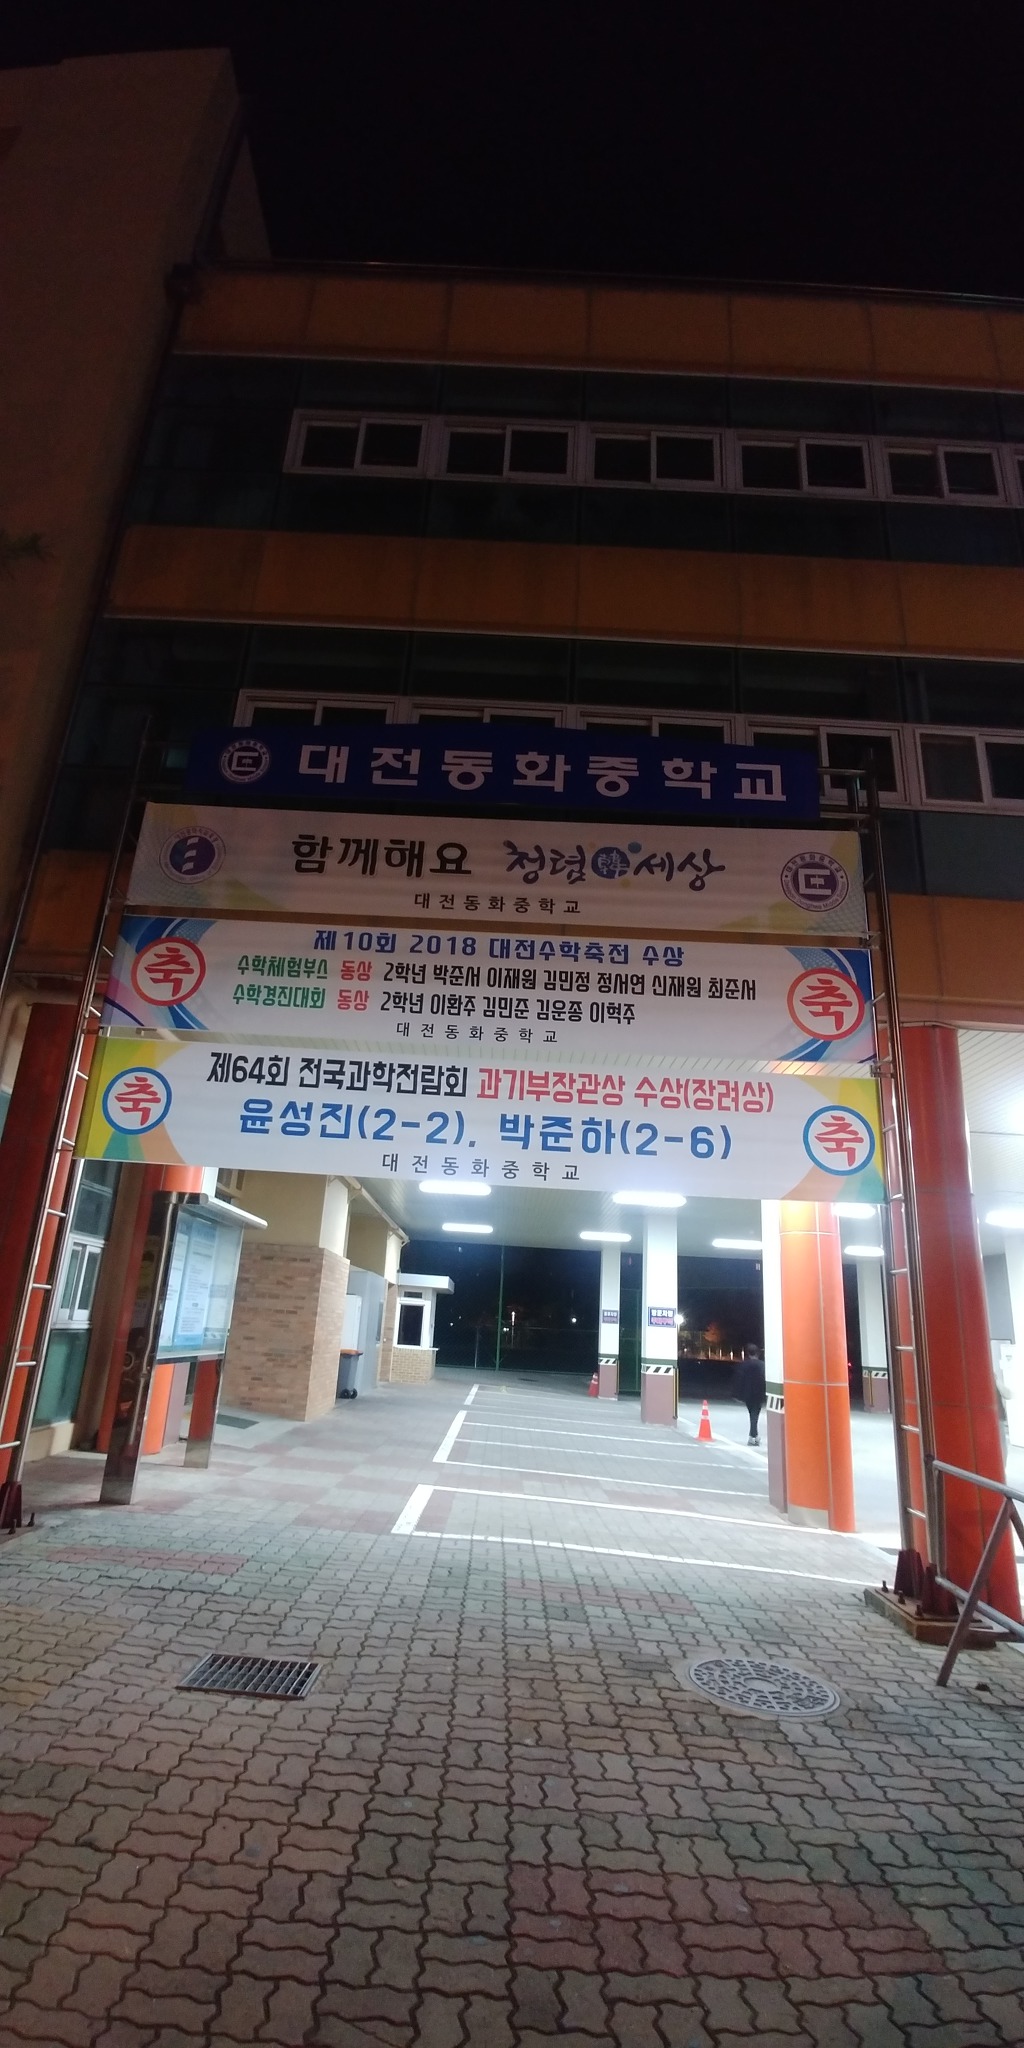 대전동화중학교
함께해요 청렴 세상
대전동화중학교
제10회 2018 대전수학축전 수상
축
수학체험부스 동상 2학년 박준서 이재원 김민정 정서연 신재원 최준서
수학경진대회 동상 2학년 이환주 김민준 김운종 이혁주
축
대전동화중학교
제64회 전국과학전람회 과기부장관상 수상(장려상)
축
윤성진(2-2), 박준하(2-6)
축
대전동화중학교